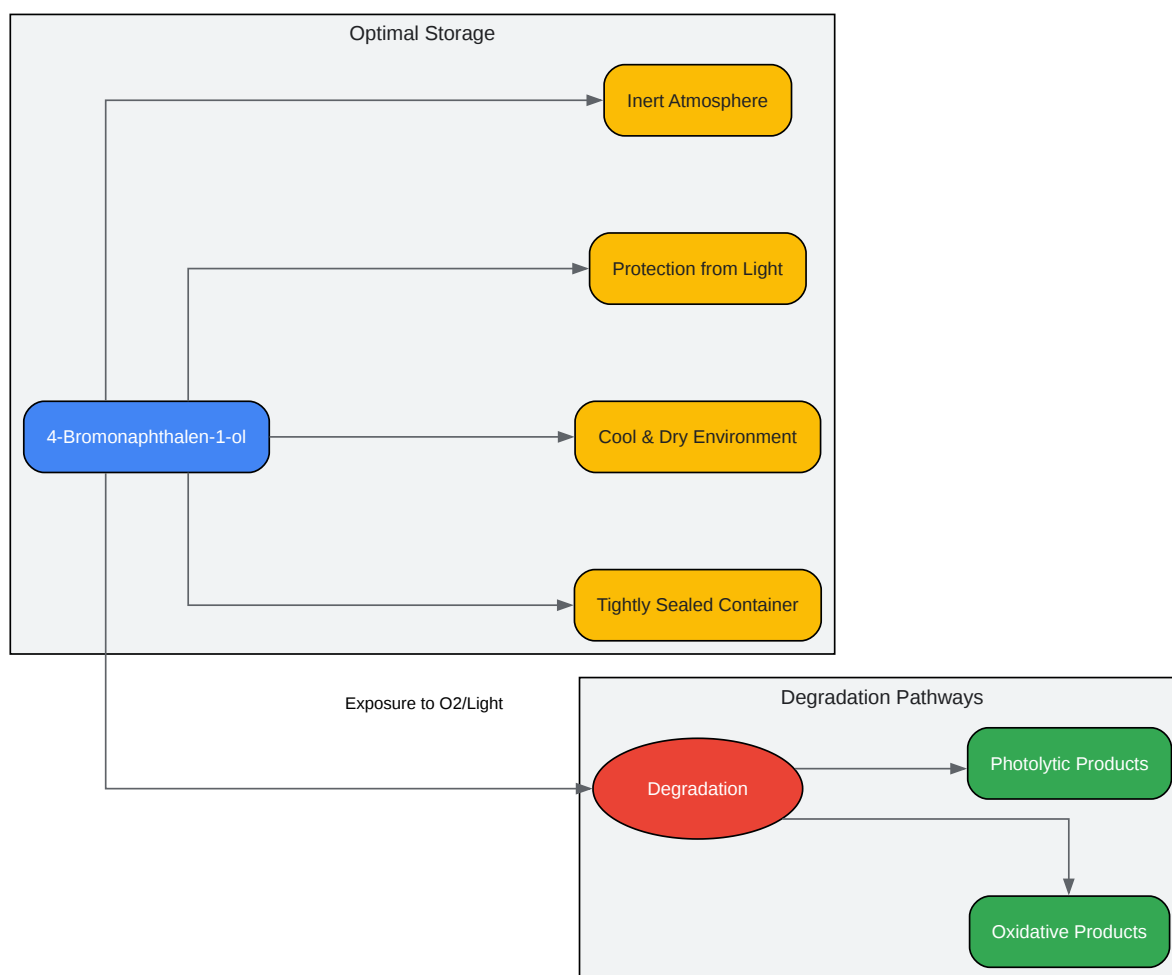 Optimal Storage
Inert Atmosphere
Protection from Light
4-Bromonaphthalen-1-ol
Cool & Dry Environment
Tightly Sealed Container
Exposure to O2/Light
Degradation Pathways
Photolytic Products
Degradation
Oxidative Products